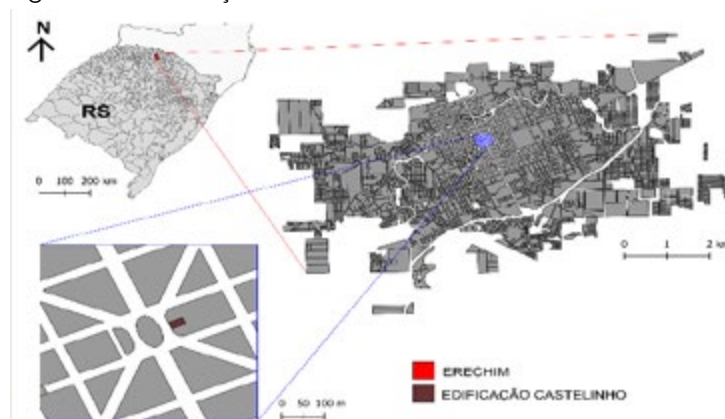 N
RS
0 100 200 km
0 1 2 km
0 50 100 m
ERECHIM
EDIFICAÇÃO CASTELINHO